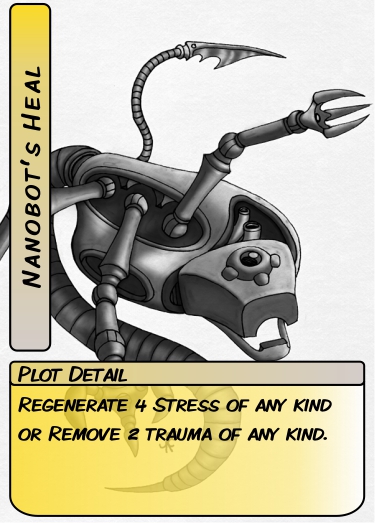 Nanobot's Heal
Plot Detail
Regenerate 4 Stress of any kind
or Remove 2 trauma of any kind.